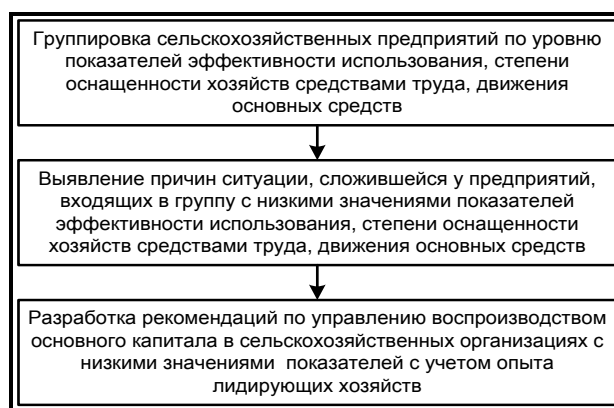 Группировка сельскохозяйственных предприятий по уровню
показателей эффективности использования, степени
оснащенности хозяйств средствами труда, движения
основных средств
Выявление причин ситуации, сложившейся у предприятий,
входящих в группу с низкими значениями показателей
эффективности использования, степени оснащенности
хозяйств средствами труда, движения основных средств
Разработка рекомендаций по управлению воспроизводством
основного капитала в сельскохозяйственных организациях с
низкими значениями показателей с учетом опыта
лидирующих хозяйств